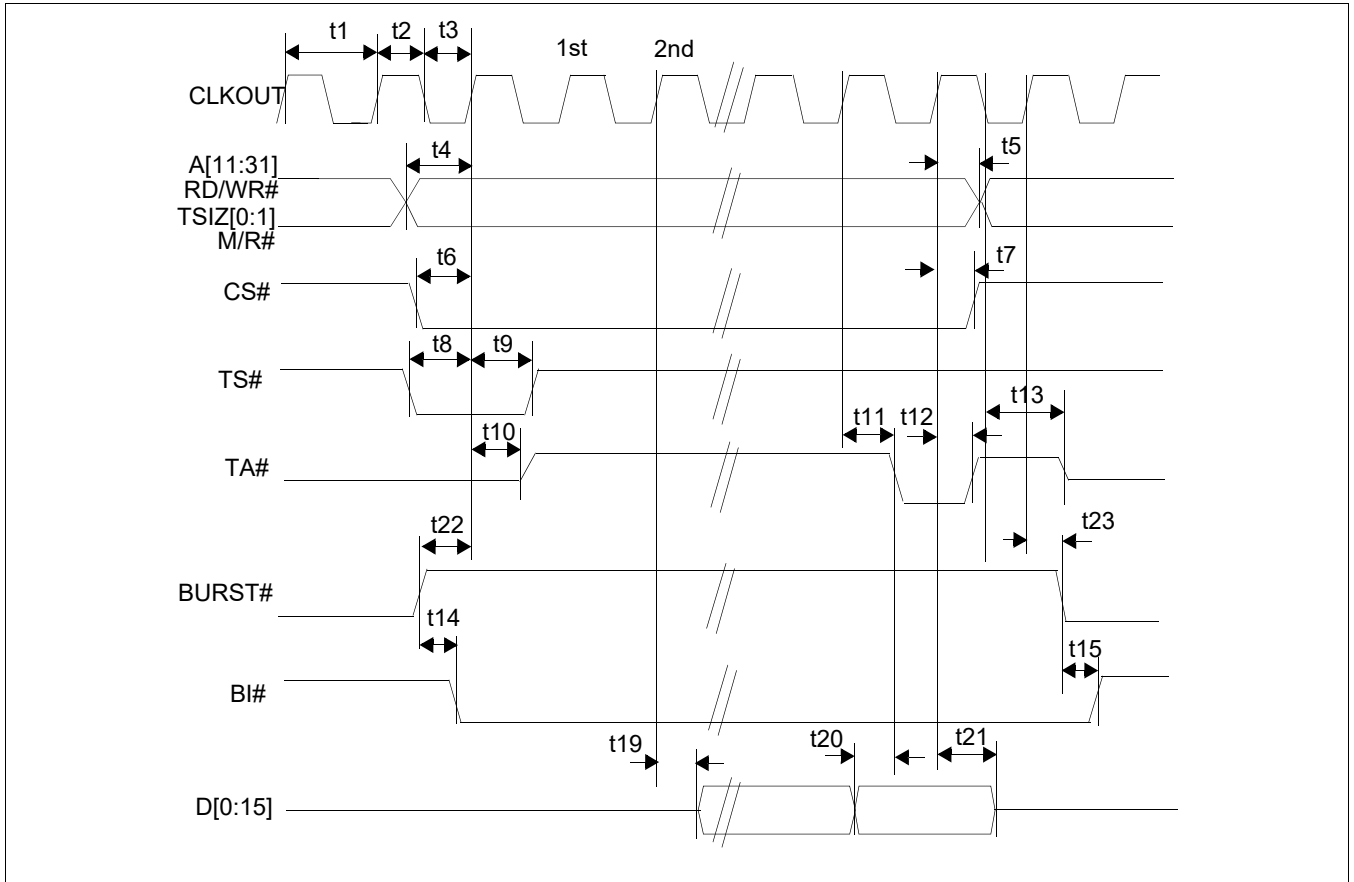 t1 t2 t3
1st 2nd
CLKOUT
t4 t5
A[11:31]
RD/WR#
TSIZ[0:1]
M/R#
t6 t7
CS#
t8 t9
TS#
t13
t10 t11 t12
TA#
t22 t23
BURST#
t14
t15
BI#
t19 t20 t21
D[0:15]